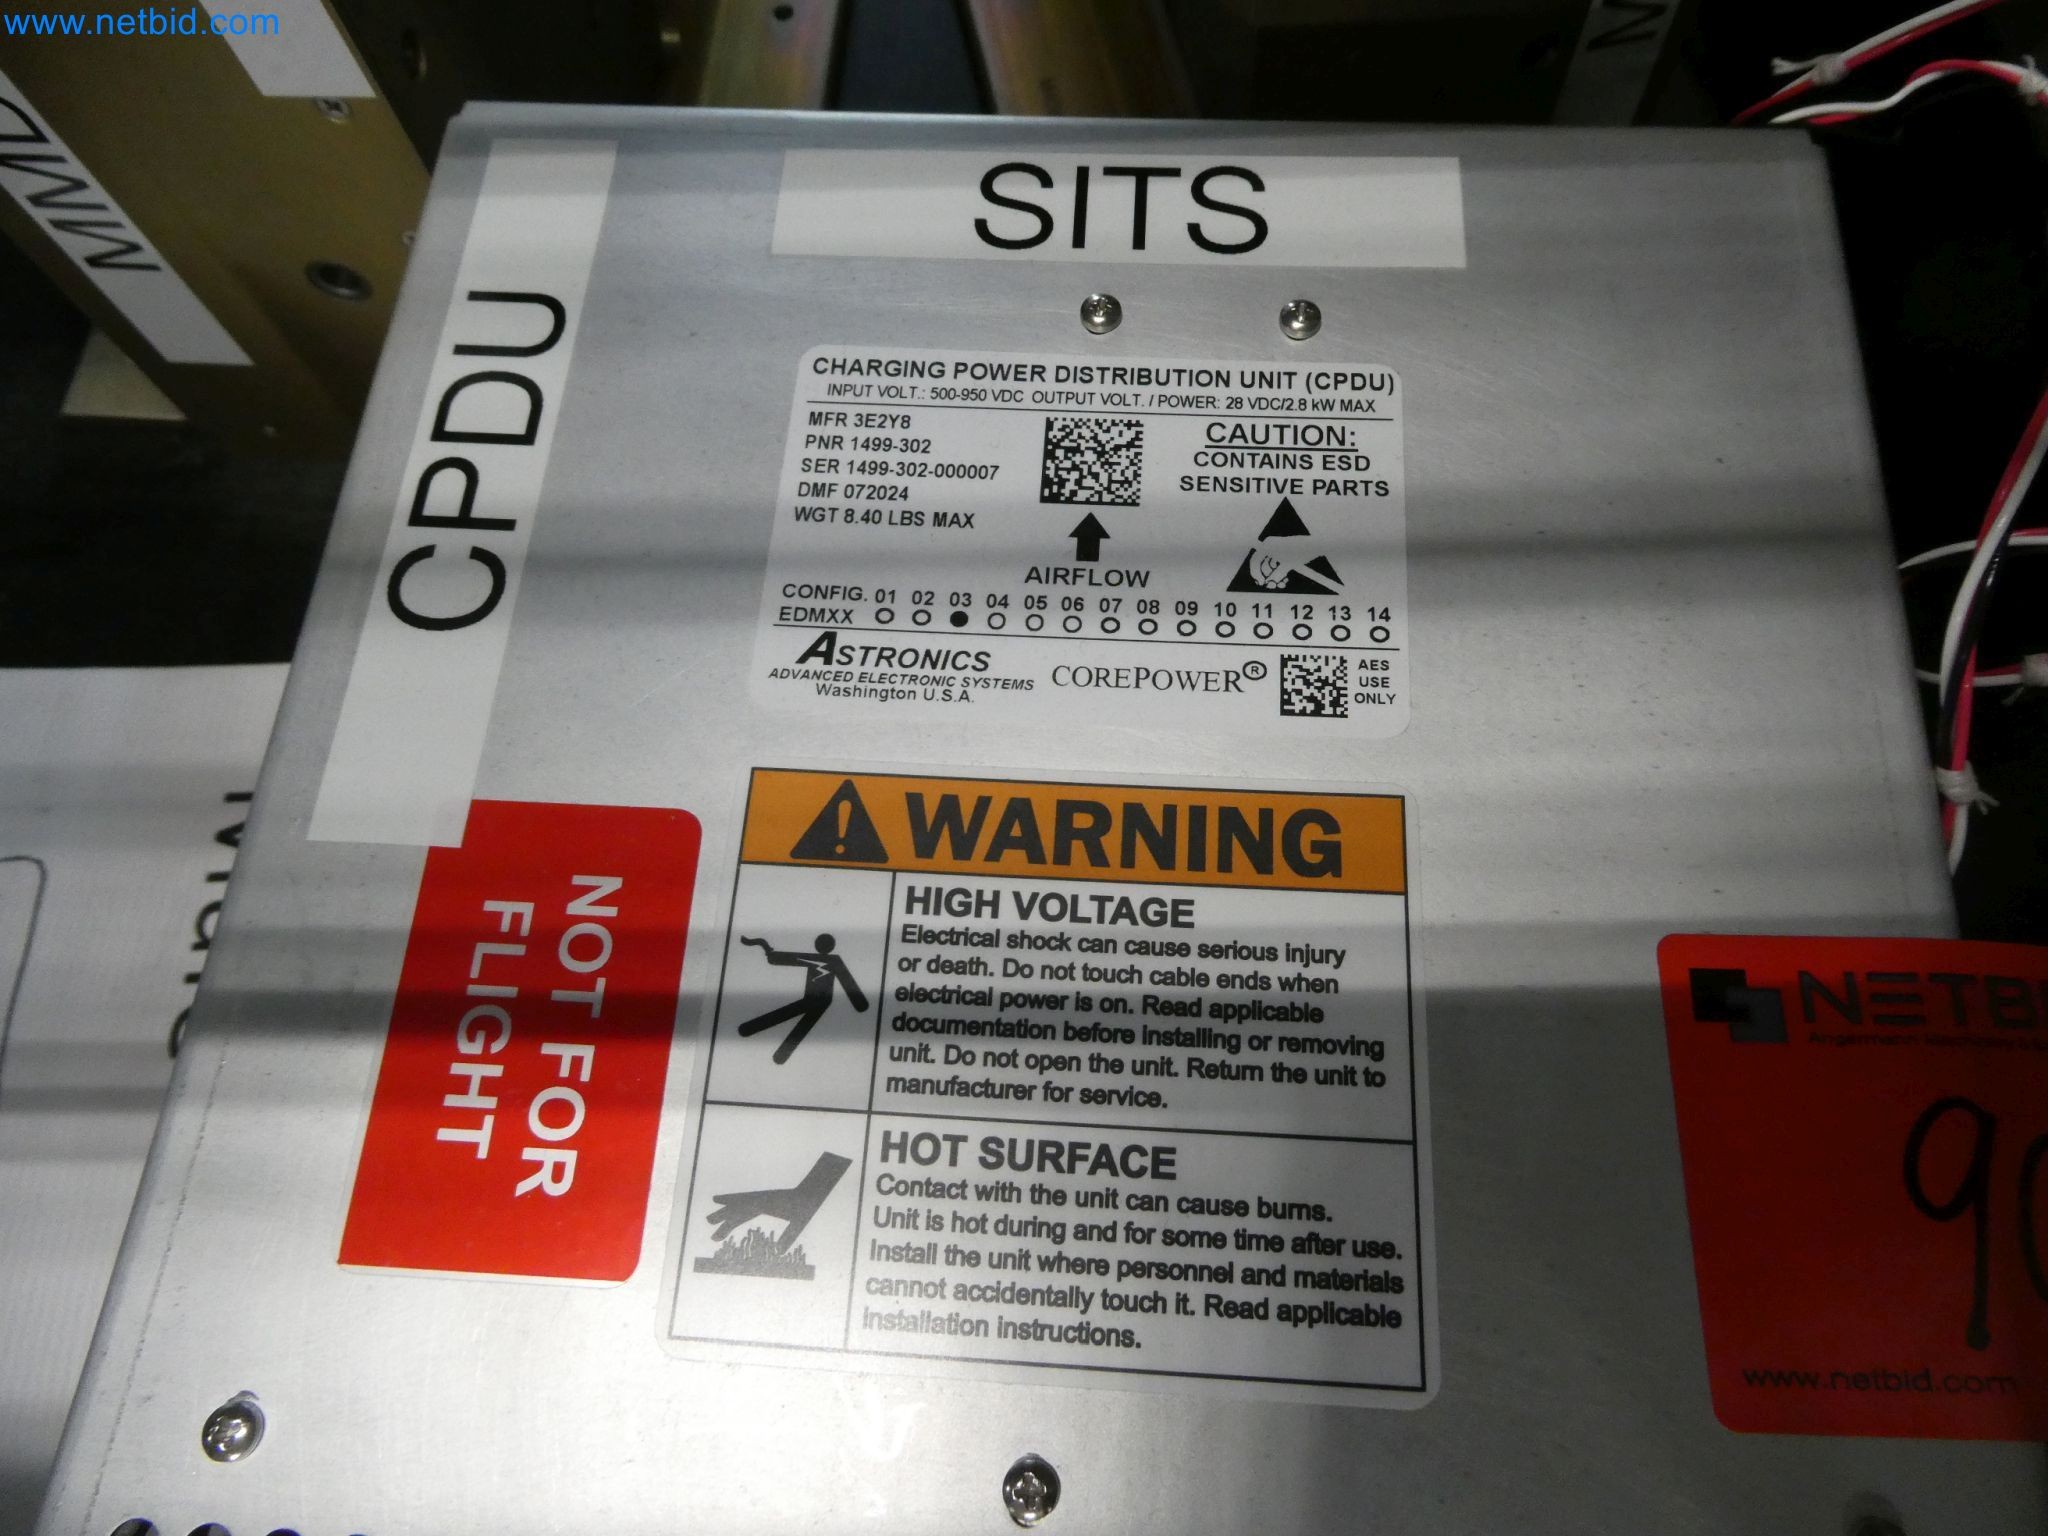 www.netbid.com
SITS
CPDU
CHARGING POWER DISTRIBUTION UNIT (CPDU)
INPUT VOLT.: 500-950 VDC OUTPUT VOLT. / POWER: 28 VDC/2.8 kW MAX
MFR 3E2Y8
PNR 1499-302
SER 1499-302-000007
DMF 072024
WGT 8.40 LBS MAX
AIRFLOW
CAUTION:
CONTAINS ESD
SENSITIVE PARTS
CONFIG. 01 02 03 04 05 06 07 08 09 10 11 12 13 14
EDMXX
ASTRONICS
ADVANCED ELECTRONIC SYSTEMS
Washington U.S.A.
COREPOWER®
AES
USE
ONLY
NOT FOR
FLIGHT
WARNING
HIGH VOLTAGE
Electrical shock can cause serious injury
or death. Do not touch cable ends when
electrical power is on. Read applicable
documentation before installing or removing
unit. Do not open the unit. Return the unit to
manufacturer for service.
HOT SURFACE
Contact with the unit can cause burns.
Unit is hot during and for some time after use.
Install the unit where personnel and materials
cannot accidentally touch it. Read applicable
installation instructions.
NETB
Angermann Machinery &
9
www.netbid.com